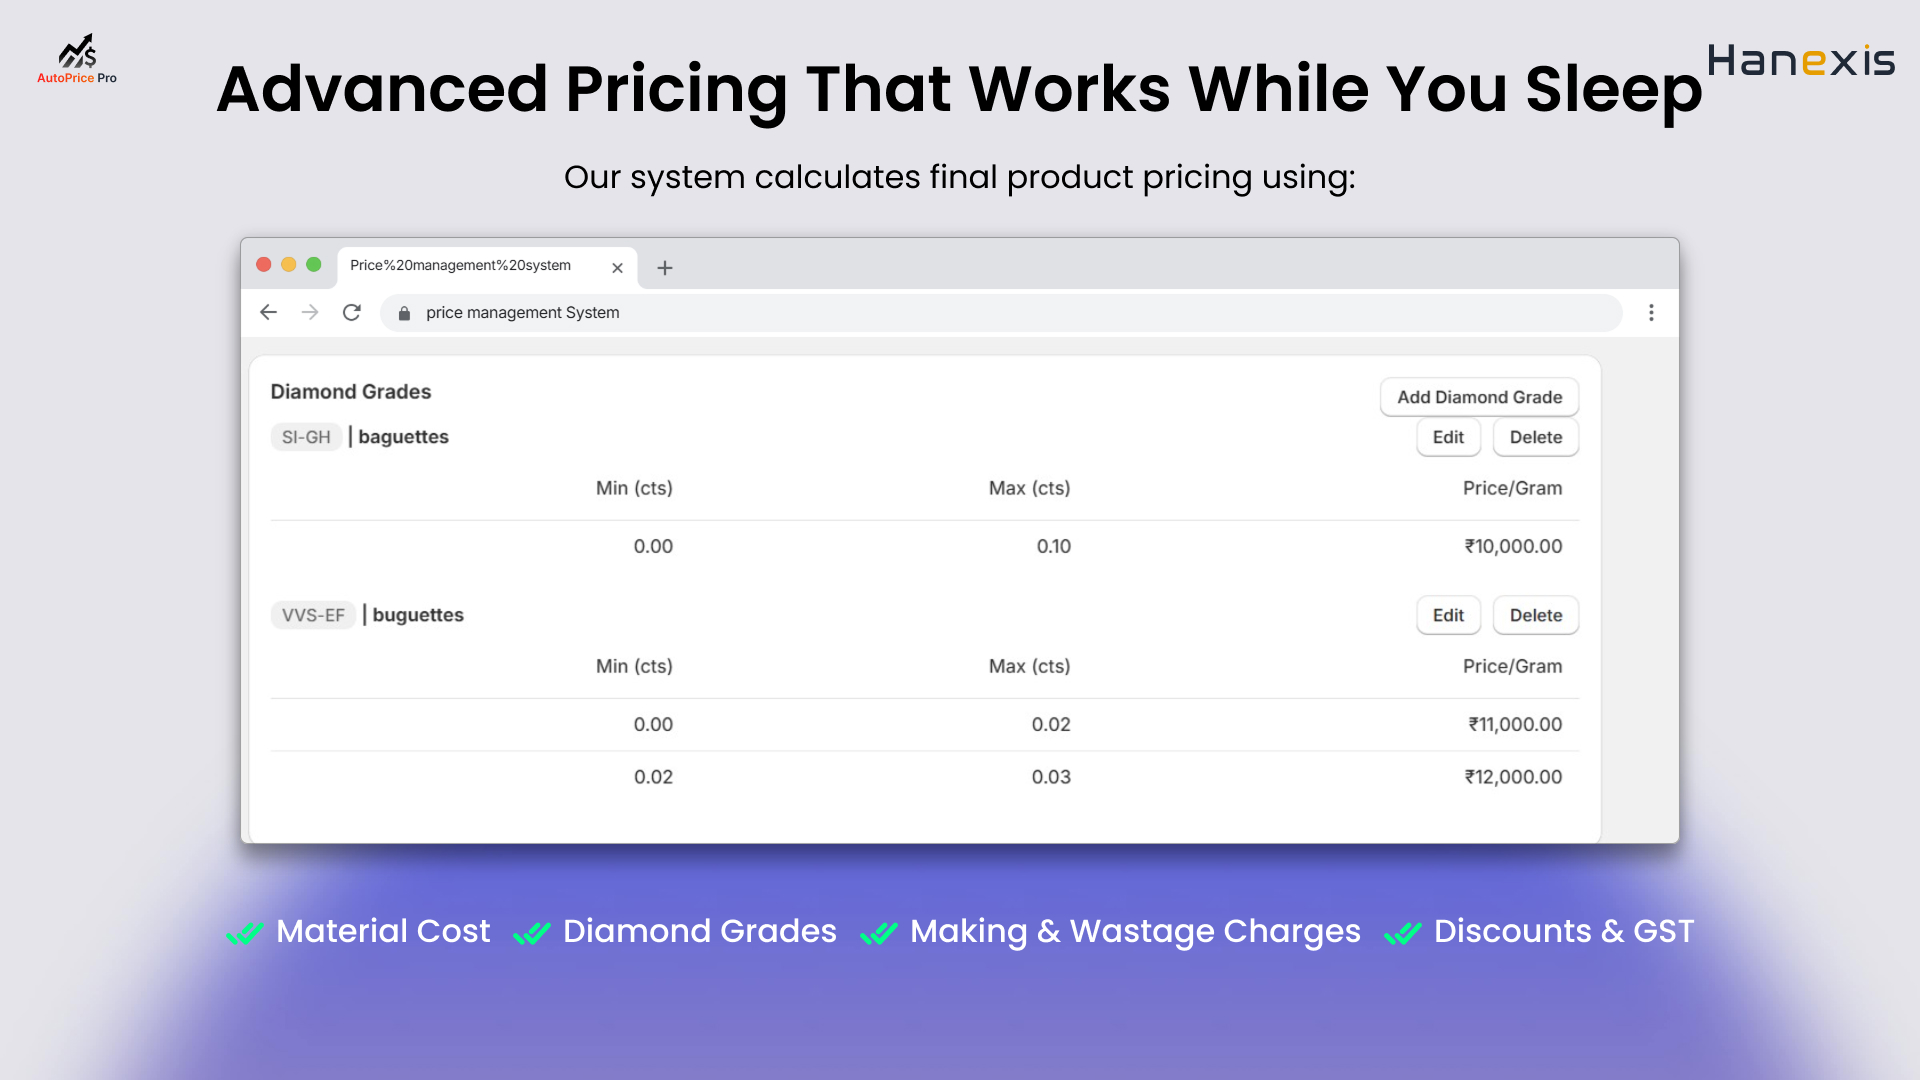 AutoPrice Pro
Hanexis
Advanced Pricing That Works While You Sleep
Our system calculates final product pricing using:
Price%20management%20system
price management System
Diamond Grades
Add Diamond Grade
SI-GH | baguettes
Edit Delete
Min (cts) Max (cts) Price/Gram
0.00 0.10 ₹10,000.00
VVS-EF | buguettes
Edit Delete
Min (cts) Max (cts) Price/Gram
0.00 0.02 ₹11,000.00
0.02 0.03 ₹12,000.00
Material Cost Diamond Grades Making & Wastage Charges Discounts & GST